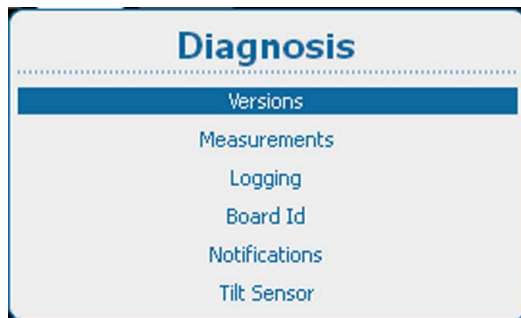 Diagnosis
Versions
Measurements
Logging
Board Id
Notifications
Tilt Sensor